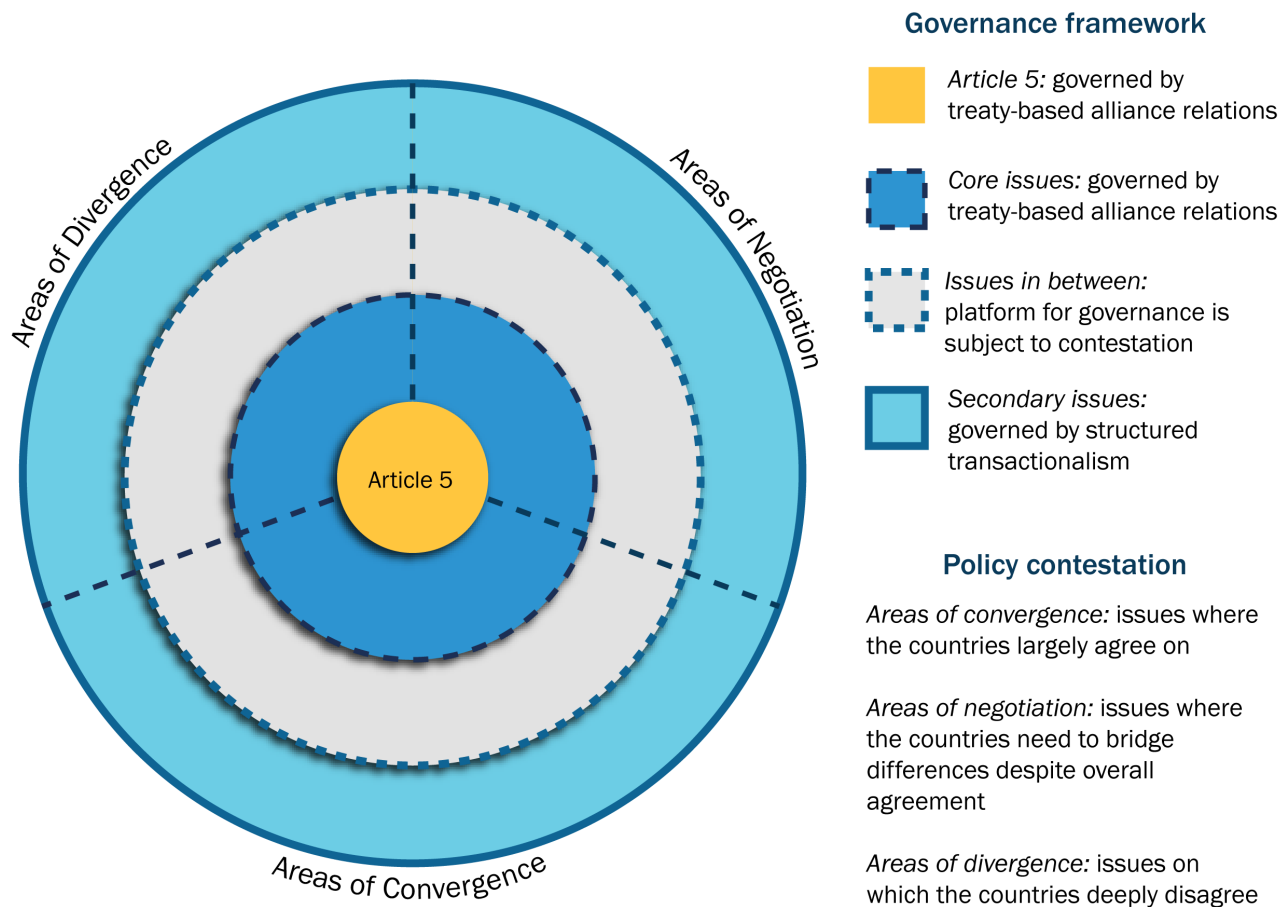 Governance framework
Article 5: governed by
treaty-based alliance relations
Core issues: governed by
treaty-based alliance relations
Issues in between:
platform for governance is
subject to contestation
Secondary issues:
governed by structured
transactionalism
Policy contestation
Areas of convergence: issues where
the countries largely agree on
Areas of negotiation: issues where
the countries need to bridge
differences despite overall
agreement
Areas of divergence: issues on
which the countries deeply disagree
Areas of Divergence
Areas of Negotiation
Article 5
Areas of Convergence